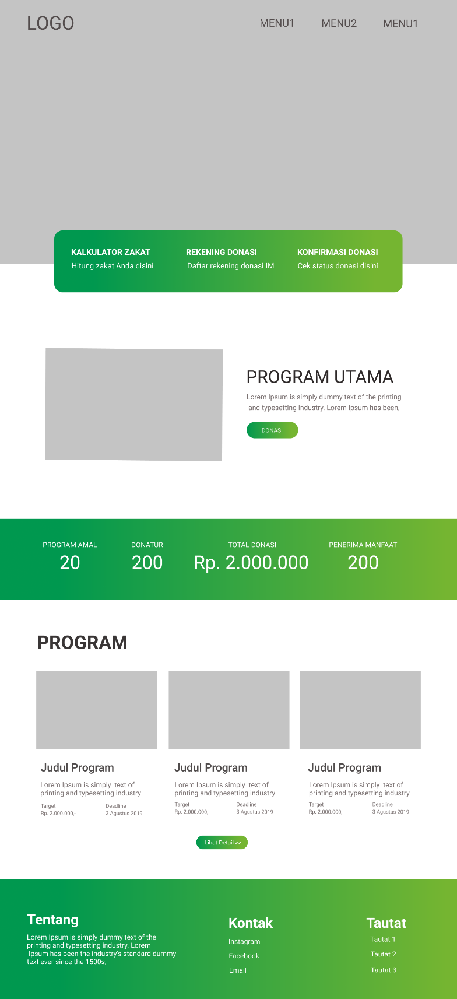 LOGO
MENU1
MENU2
MENU1
KALKULATOR ZAKAT
Hitung zakat Anda disini
REKENING DONASI
Daftar rekening donasi IM
KONFIRMASI DONASI
Cek status donasi disini
PROGRAM UTAMA
Lorem Ipsum is simply dummy text of the printing
and typesetting industry. Lorem Ipsum has been,
DONASI
PROGRAM AMAL
20
DONATUR
200
TOTAL DONASI
Rp. 2.000.000
PENERIMA MANFAAT
200
PROGRAM
Judul Program
Lorem Ipsum is simply  text of
printing and typesetting industry
Target
Rp. 2.000.000,-
Deadline
3 Agustus 2019
Judul Program
Lorem Ipsum is simply  text of
printing and typesetting industry
Target
Rp. 2.000.000,-
Deadline
3 Agustus 2019
Judul Program
Lorem Ipsum is simply  text of
printing and typesetting industry
Target
Rp. 2.000.000,-
Deadline
3 Agustus 2019
Lihat Detail >>
Tentang
Lorem Ipsum is simply dummy text of the
printing and typesetting industry. Lorem
Ipsum has been the industry's standard dummy
text ever since the 1500s,
Kontak
Instagram
Facebook
Email
Tautat
Tautat 1
Tautat 2
Tautat 3